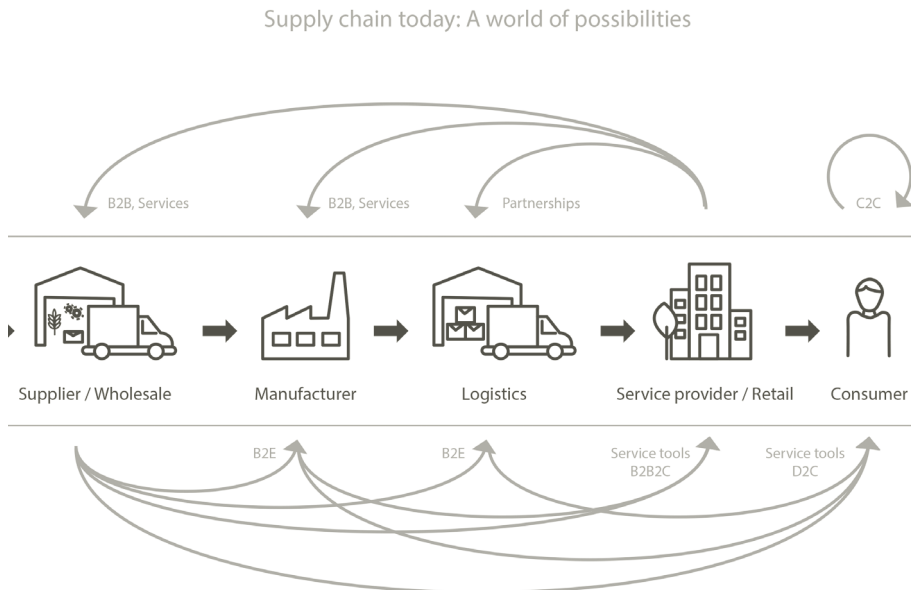 Supply chain today: A world of possibilities
B2B, Services
B2B, Services
Partnerships
C2C
Supplier / Wholesale
Manufacturer
Logistics
Service provider / Retail
Consumer
B2E
B2E
Service tools
B2B2C
Service tools
D2C